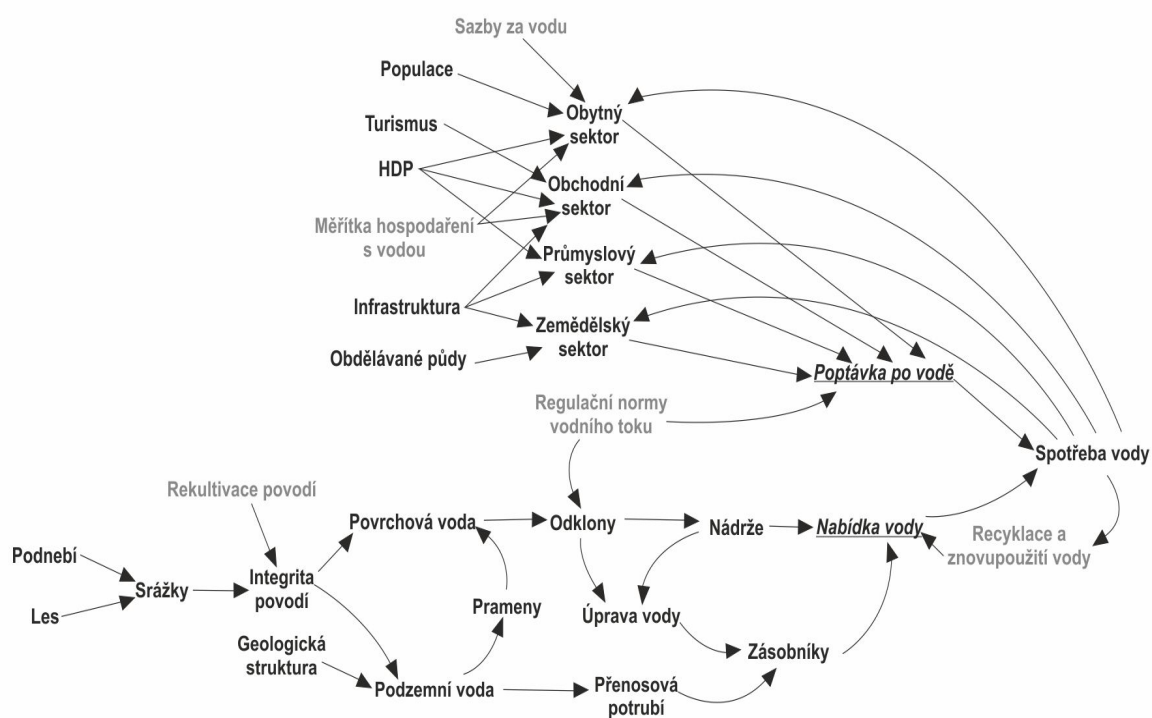 Sazby za vodu
Populace
Obytný
sektor
Turismus
HDP
Obchodní
sektor
Měřítka hospodaření
s vodou
Průmyslový
sektor
Infrastruktura
Zemědělský
sektor
Obdělávané půdy
Poptávka po vodě
Regulační normy
vodního toku
Spotřeba vody
Rekultivace povodí
Povrchová voda
Odklony
Nádrže
Nabídka vody
Recyklace a
znovupoužití vody
Podnebí
Srážky
Integrita
povodí
Les
Prameny
Úprava vody
Geologická
struktura
Zásobníky
Podzemní voda
Přenosová
potrubí